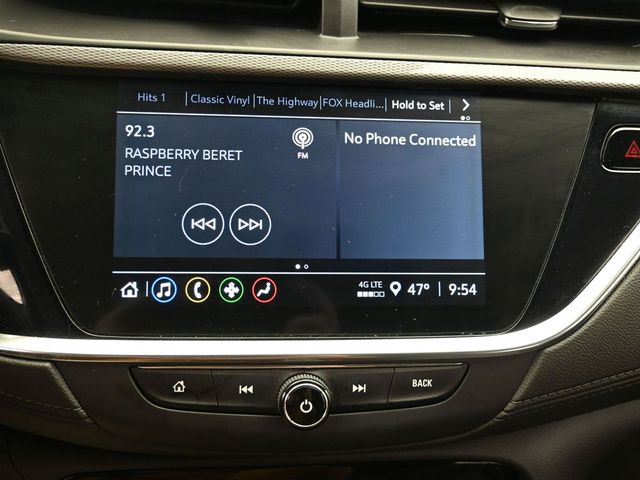 Hits 1 Classic Vinyl The Highway FOX Headli... Hold to Set
92.3
FM
No Phone Connected
RASPBERRY BERET
PRINCE
4G LTE
47° 9:54
BACK